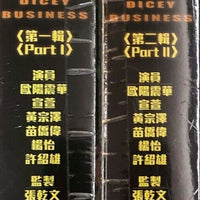 DICEY
BUSINESS
《第一輯》
《Part I》
演員
歐陽震華
宣萱
黃宗澤
苗僑偉
楊怡
許紹雄
監製
張乾文
DICEY
BUSINESS
《第二輯》
《Part II》
演員
歐陽震華
宣萱
黃宗澤
苗僑偉
楊怡
許紹雄
監製
張乾文